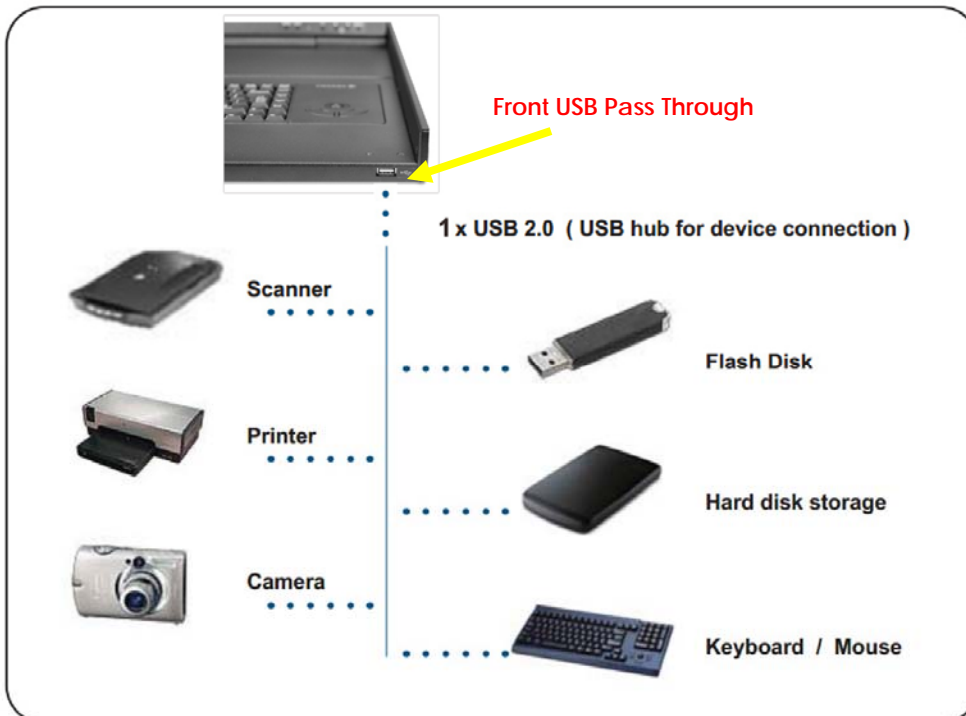 Front USB Pass Through
1 x USB 2.0 ( USB hub for device connection )
Scanner
Flash Disk
Printer
Hard disk storage
Camera
Keyboard / Mouse